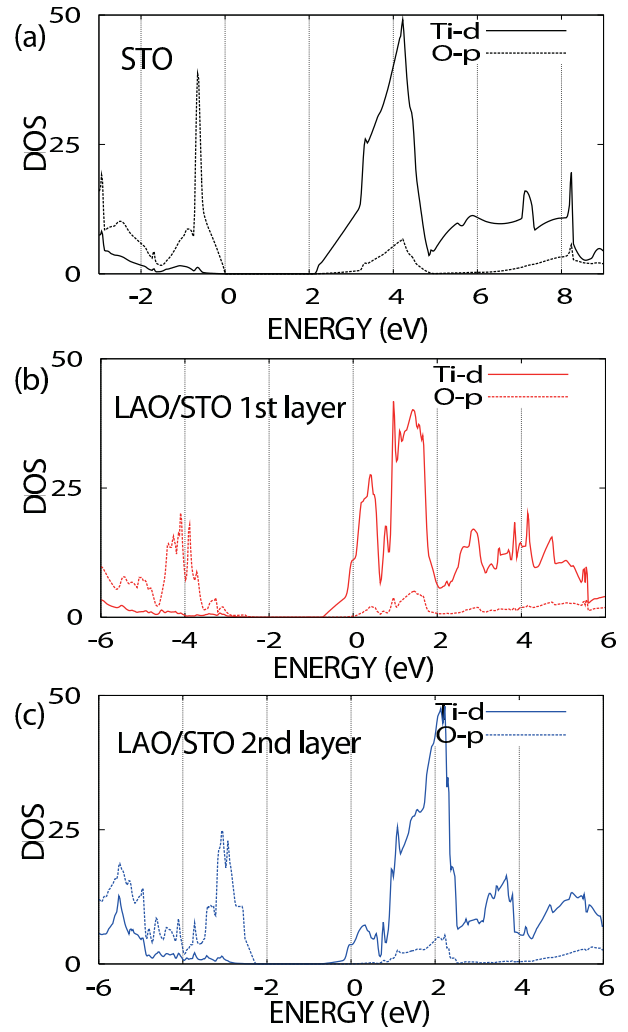 (a)
50
25
0
DOS
STO
Ti-d
O-p
-2 0 2 4 6 8
ENERGY (eV)
(b)
50
25
0
DOS
LAO/STO 1st layer
Ti-d
O-p
-6 -4 -2 0 2 4 6
ENERGY (eV)
(c)
50
25
0
DOS
LAO/STO 2nd layer
Ti-d
O-p
-6 -4 -2 0 2 4 6
ENERGY (eV)